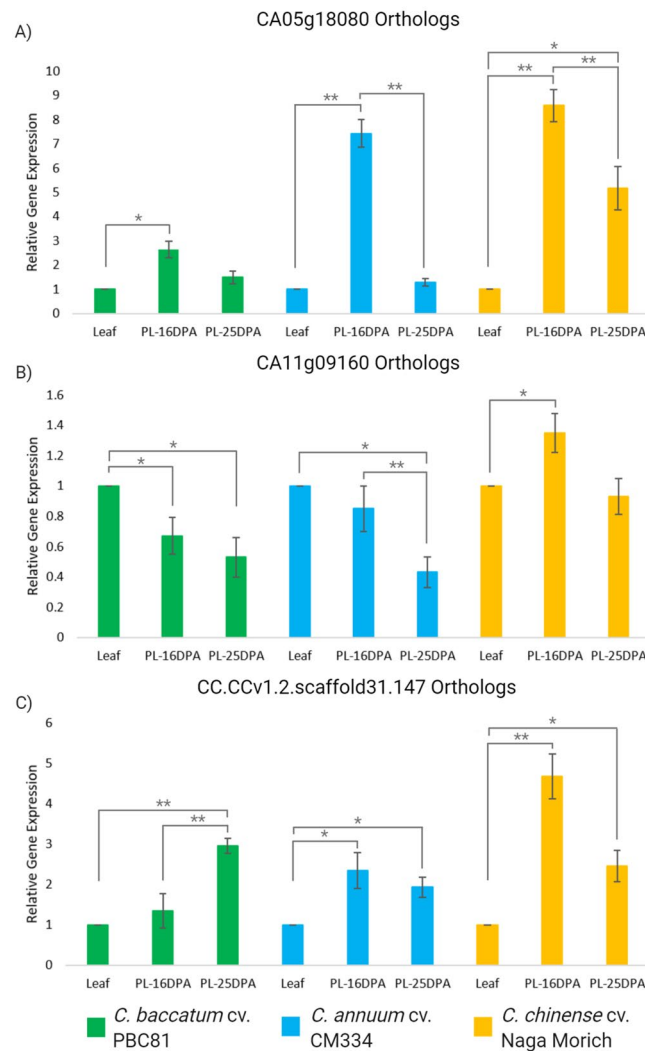 A)
CA05g18080 Orthologs
Relative Gene Expression
10
9
8
7
6
5
4
3
2
1
0
*
**
**
**
**
*
Leaf PL-16DPA PL-25DPA Leaf PL-16DPA PL-25DPA Leaf PL-16DPA PL-25DPA
B)
CA11g09160 Orthologs
Relative Gene Expression
1.6
1.4
1.2
1
0.8
0.6
0.4
0.2
0
*
*
*
**
*
Leaf PL-16DPA PL-25DPA Leaf PL-16DPA PL-25DPA Leaf PL-16DPA PL-25DPA
C)
CC.CCv1.2.scaffold31.147 Orthologs
Relative Gene Expression
6
5
4
3
2
1
0
**
**
*
*
*
**
Leaf PL-16DPA PL-25DPA Leaf PL-16DPA PL-25DPA Leaf PL-16DPA PL-25DPA
C. baccatum cv.
PBC81
C. annuum cv.
CM334
C. chinense cv.
Naga Morich